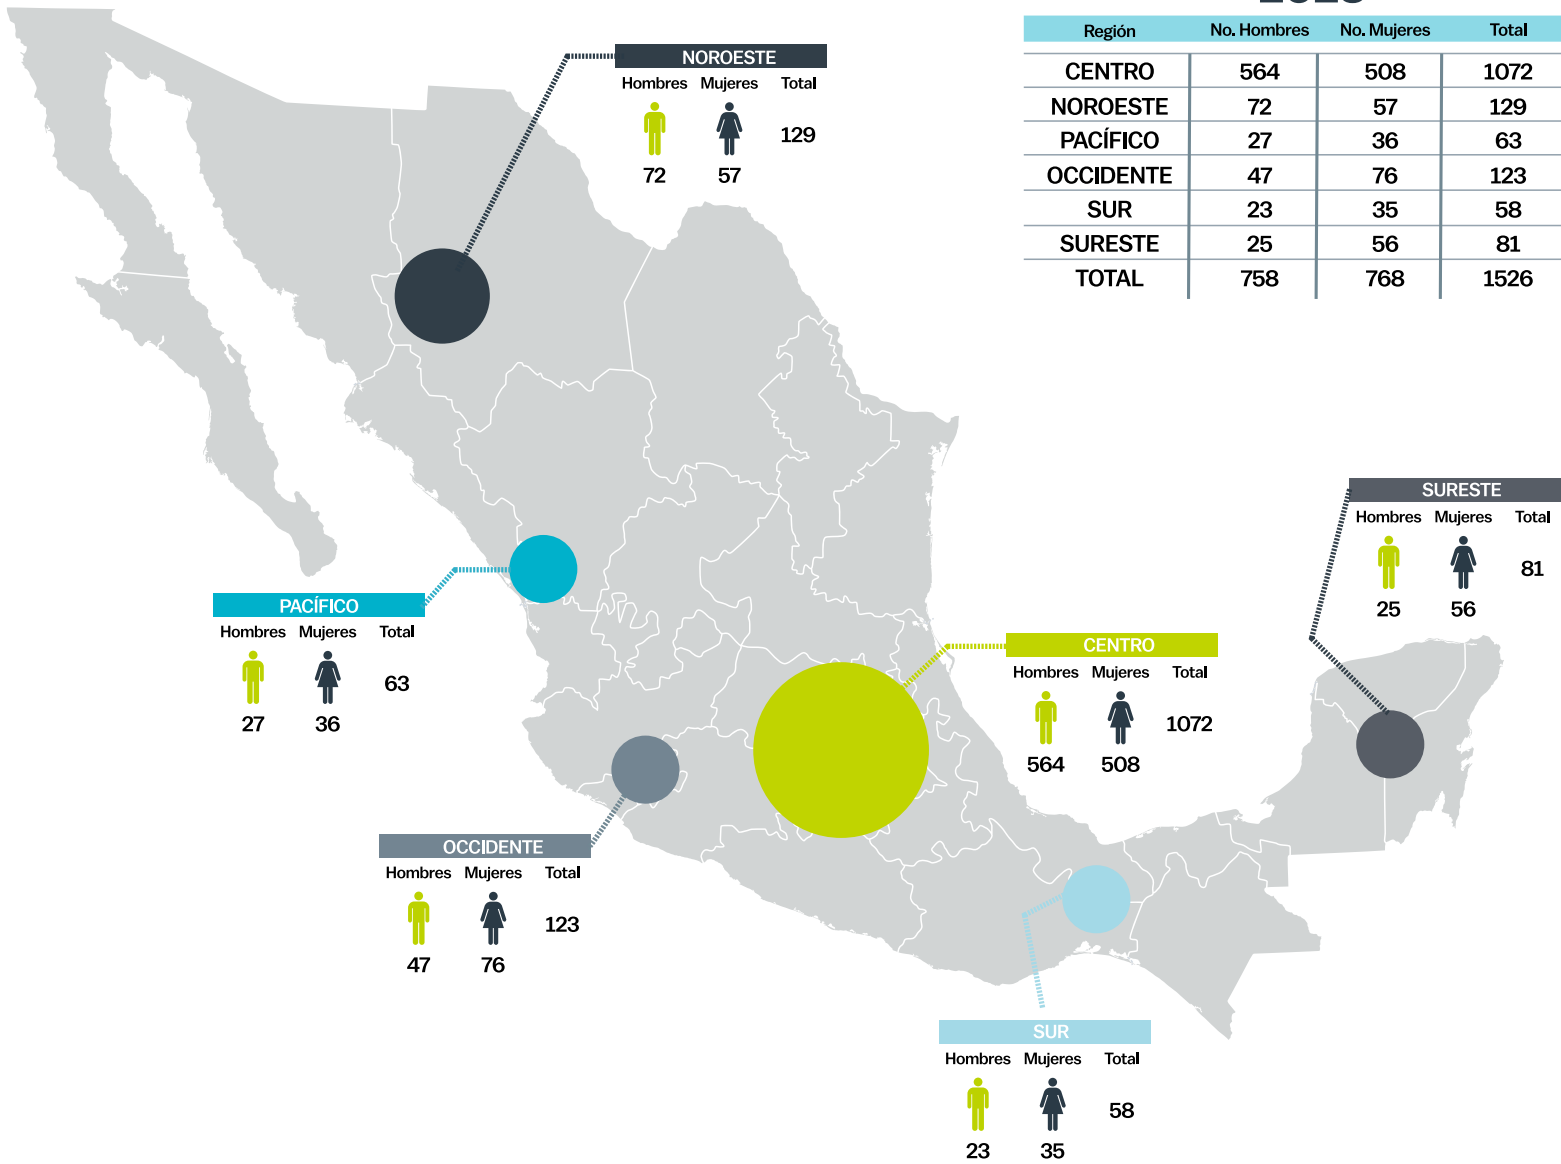 Región No. Hombres No. Mujeres Total
CENTRO 564 508 1072
NOROESTE 72 57 129
PACÍFICO 27 36 63
OCCIDENTE 47 76 123
SUR 23 35 58
SURESTE 25 56 81
TOTAL 758 768 1526
NOROESTE
Hombres Mujeres Total
129
72 57
SURESTE
Hombres Mujeres Total
81
25 56
PACÍFICO
Hombres Mujeres Total
63
27 36
CENTRO
Hombres Mujeres Total
1072
564 508
OCCIDENTE
Hombres Mujeres Total
123
47 76
SUR
Hombres Mujeres Total
58
23 35